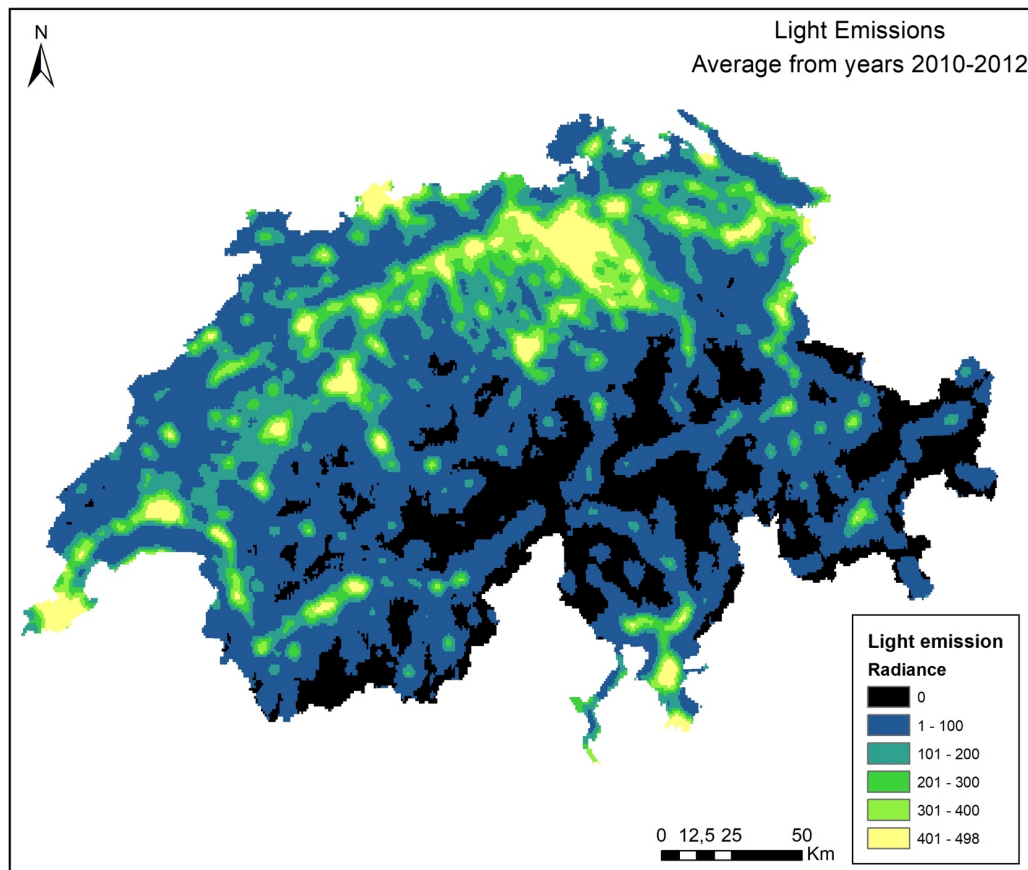 N
Light Emissions
Average from years 2010-2012
Light emission
Radiance
0
1 - 100
101 - 200
201 - 300
301 - 400
401 - 498
0 12,5 25 50
Km